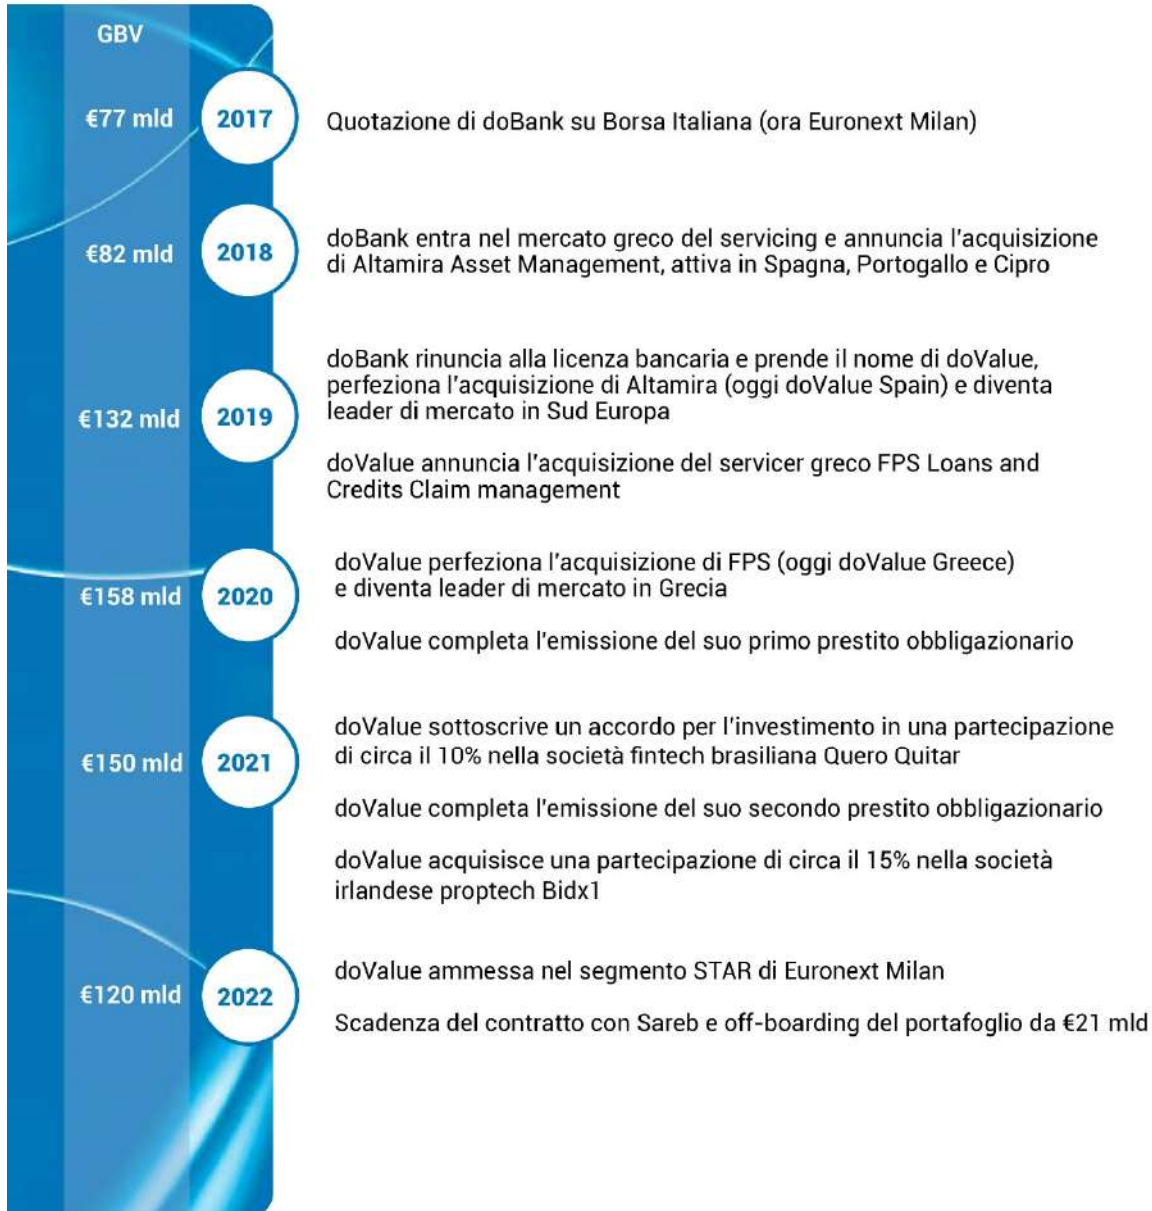 GBV
€77 mld
2017
Quotazione di doBank su Borsa Italiana (ora Euronext Milan)
€82 mld
2018
doBank entra nel mercato greco del servicing e annuncia l'acquisizione
di Altamira Asset Management, attiva in Spagna, Portogallo e Cipro
€132 mld
2019
doBank rinuncia alla licenza bancaria e prende il nome di doValue,
perfeziona l'acquisizione di Altamira (oggi doValue Spain) e diventa
leader di mercato in Sud Europa
doValue annuncia l'acquisizione del servicer greco FPS Loans and
Credits Claim management
€158 mld
2020
doValue perfeziona l'acquisizione di FPS (oggi doValue Greece)
e diventa leader di mercato in Grecia
doValue completa l'emissione del suo primo prestito obbligazionario
€150 mld
2021
doValue sottoscrive un accordo per l'investimento in una partecipazione
di circa il 10% nella società fintech brasiliana Quero Quitar
doValue completa l'emissione del suo secondo prestito obbligazionario
doValue acquisisce una partecipazione di circa il 15% nella società
irlandese proptech Bidx1
€120 mld
2022
doValue ammessa nel segmento STAR di Euronext Milan
Scadenza del contratto con Sareb e off-boarding del portafoglio da €21 mld